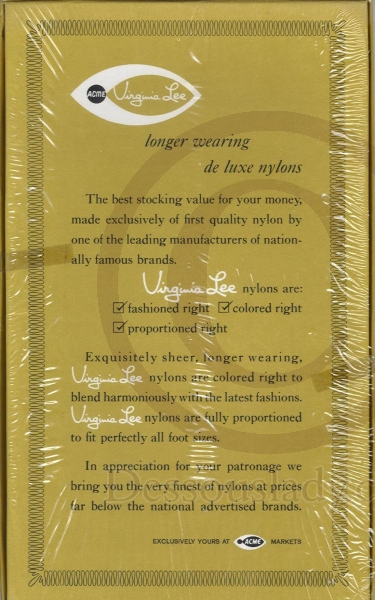 ACME Virginia Lee
longer wearing
de luxe nylons
The best stocking value for your money,
made exclusively of first quality nylon by
one of the leading manufacturers of nation-
ally famous brands.
Virginia Lee nylons are:
☑ fashioned right ☑ colored right
☑ proportioned right
Exquisitely sheer, longer wearing,
Virginia Lee nylons are colored right to
blend harmoniously with the latest fashions.
Virginia Lee nylons are fully proportioned
to fit perfectly all foot sizes.
In appreciation for your patronage we
bring you the very finest of nylons at prices
far below the national advertised brands.
EXCLUSIVELY YOURS AT ACME MARKETS